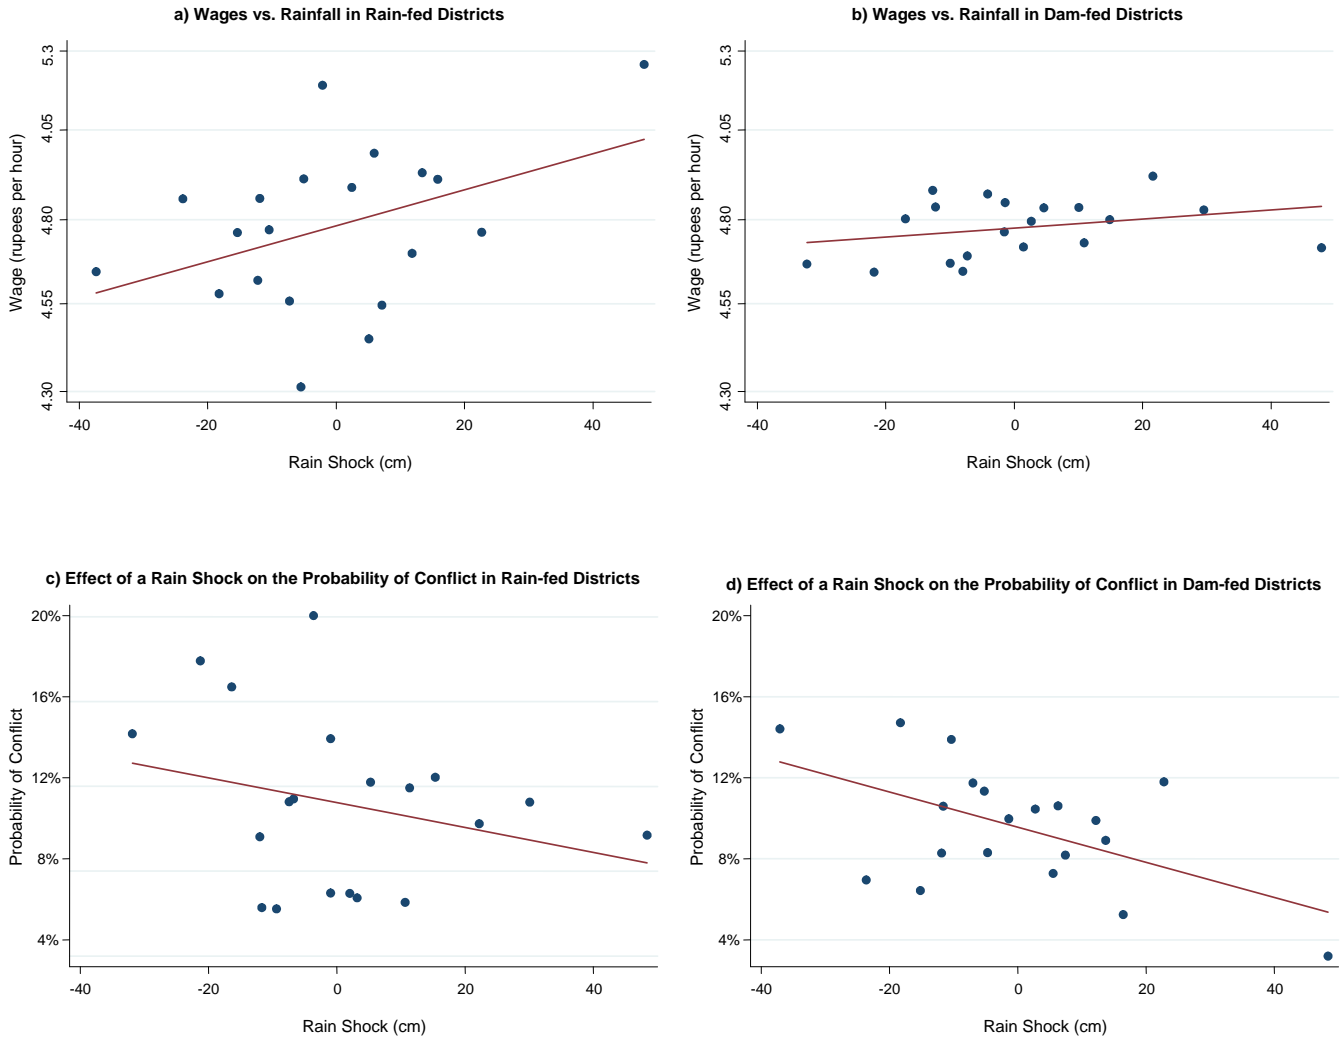 a) Wages vs. Rainfall in Rain-fed Districts
Wage (rupees per hour)
5.3
4.05
4.80
4.55
4.30
-40 -20 0 20 40
Rain Shock (cm)
b) Wages vs. Rainfall in Dam-fed Districts
Wage (rupees per hour)
5.3
4.05
4.80
4.55
4.30
-40 -20 0 20 40
Rain Shock (cm)
c) Effect of a Rain Shock on the Probability of Conflict in Rain-fed Districts
Probability of Conflict
20%
16%
12%
8%
4%
-40 -20 0 20 40
Rain Shock (cm)
d) Effect of a Rain Shock on the Probability of Conflict in Dam-fed Districts
Probability of Conflict
20%
16%
12%
8%
4%
-40 -20 0 20 40
Rain Shock (cm)